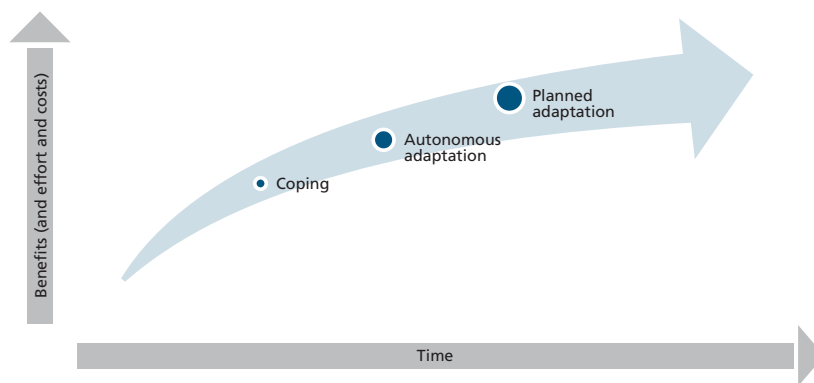 Benefits (and effort and costs)
Planned
adaptation
Autonomous
adaptation
Coping
Time